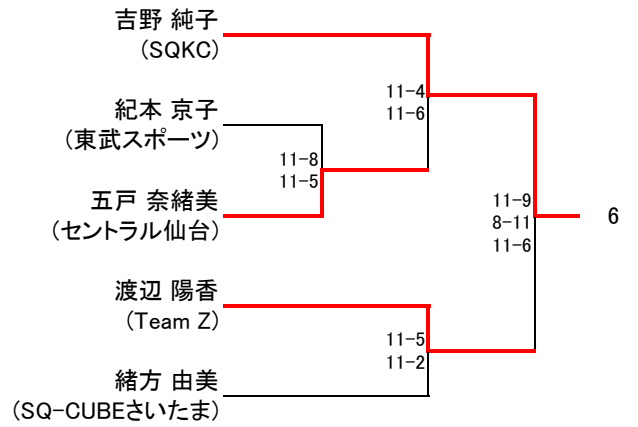 吉野 純子
(SQKC)
11-4
11-6
紀本 京子
(東武スポーツ)
11-8
11-5
五戸 奈緒美
(セントラル仙台)
11-9
8-11
11-6
6
渡辺 陽香
(Team Z)
11-5
11-2
緒方 由美
(SQ-CUBEさいたま)